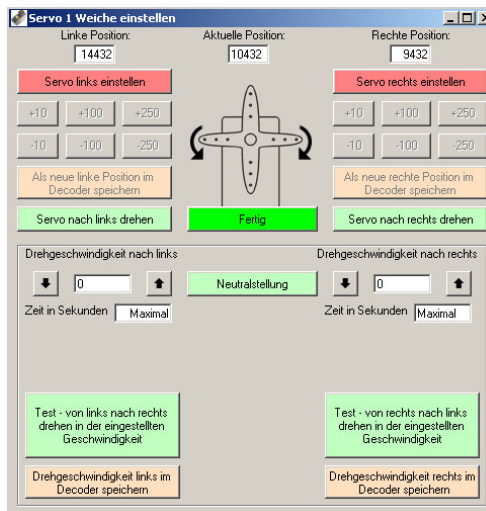 Servo 1 Weiche einstellen
Linke Position:
Aktuelle Position:
Rechte Position:
14432
10432
9432
Servo links einstellen
Servo rechts einstellen
+10 +100 +250
+10 +100 +250
-10 -100 -250
-10 -100 -250
Als neue linke Position im
Decoder speichern
Als neue rechte Position im
Decoder speichern
Servo nach links drehen
Fertig
Servo nach rechts drehen
Drehgeschwindigkeit nach links
Drehgeschwindigkeit nach rechts
0
Neutralstellung
0
Zeit in Sekunden Maximal
Zeit in Sekunden Maximal
Test - von links nach rechts
drehen in der eingestellten
Geschwindigkeit
Test - von rechts nach links
drehen in der eingestellten
Geschwindigkeit
Drehgeschwindigkeit links im
Decoder speichern
Drehgeschwindigkeit rechts im
Decoder speichern